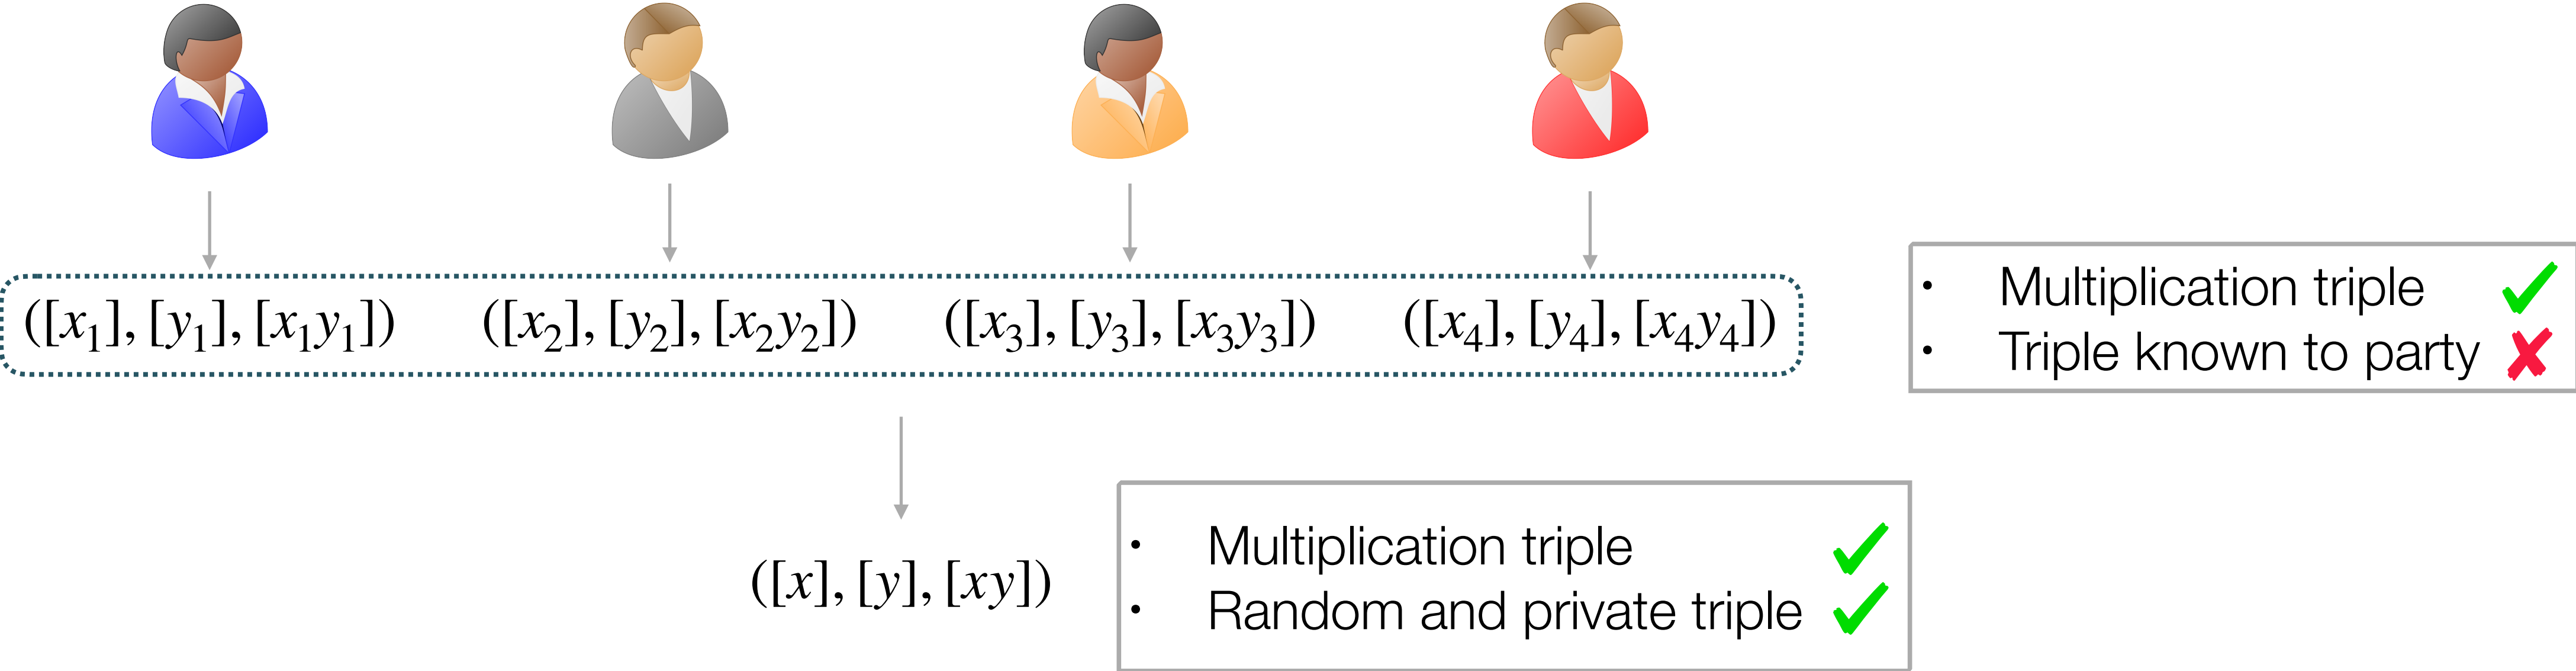 ([x₁], [y₁], [x₁y₁]) ([x₂], [y₂], [x₂y₂]) ([x₃], [y₃], [x₃y₃]) ([x₄], [y₄], [x₄y₄])
• Multiplication triple ✓
• Triple known to party ✗
([x], [y], [xy])
• Multiplication triple ✓
• Random and private triple ✓